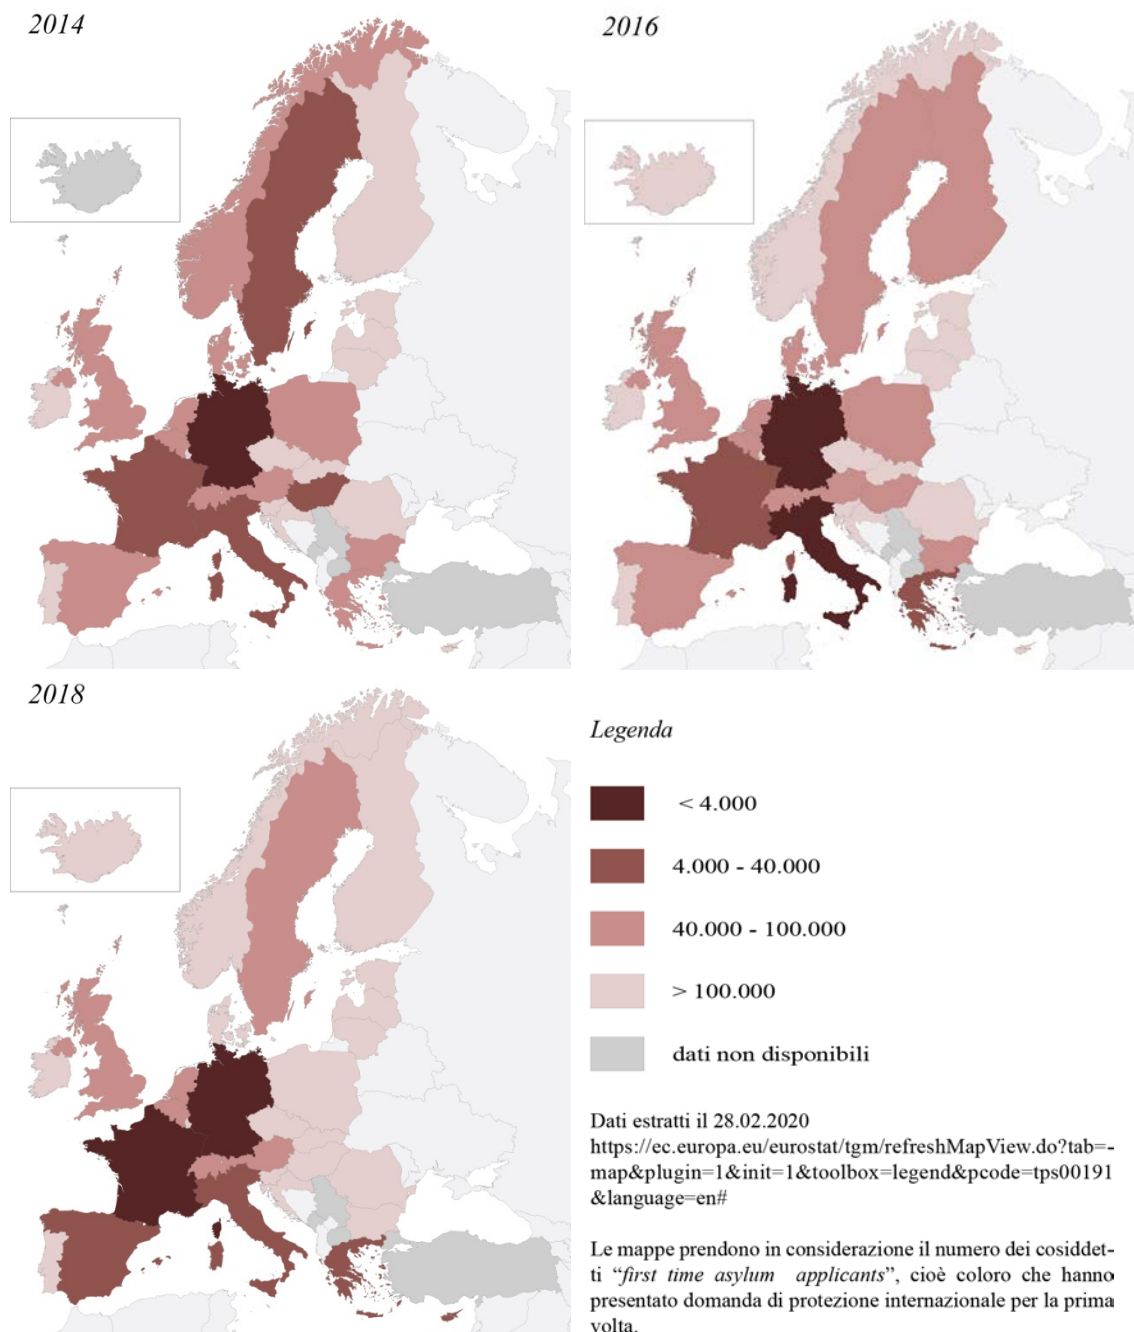 2014
2016
2018
Legenda
< 4.000
4.000 - 40.000
40.000 - 100.000
> 100.000
dati non disponibili
Dati estratti il 28.02.2020
https://ec.europa.eu/eurostat/tgm/refreshMapView.do?tab=-
map&plugin=1&init=1&toolbox=legend&pcode=tps00191
&language=en#
Le mappe prendono in considerazione il numero dei cosiddet-
ti “first time asylum applicants”, cioè coloro che hanno
presentato domanda di protezione internazionale per la prima
volta.